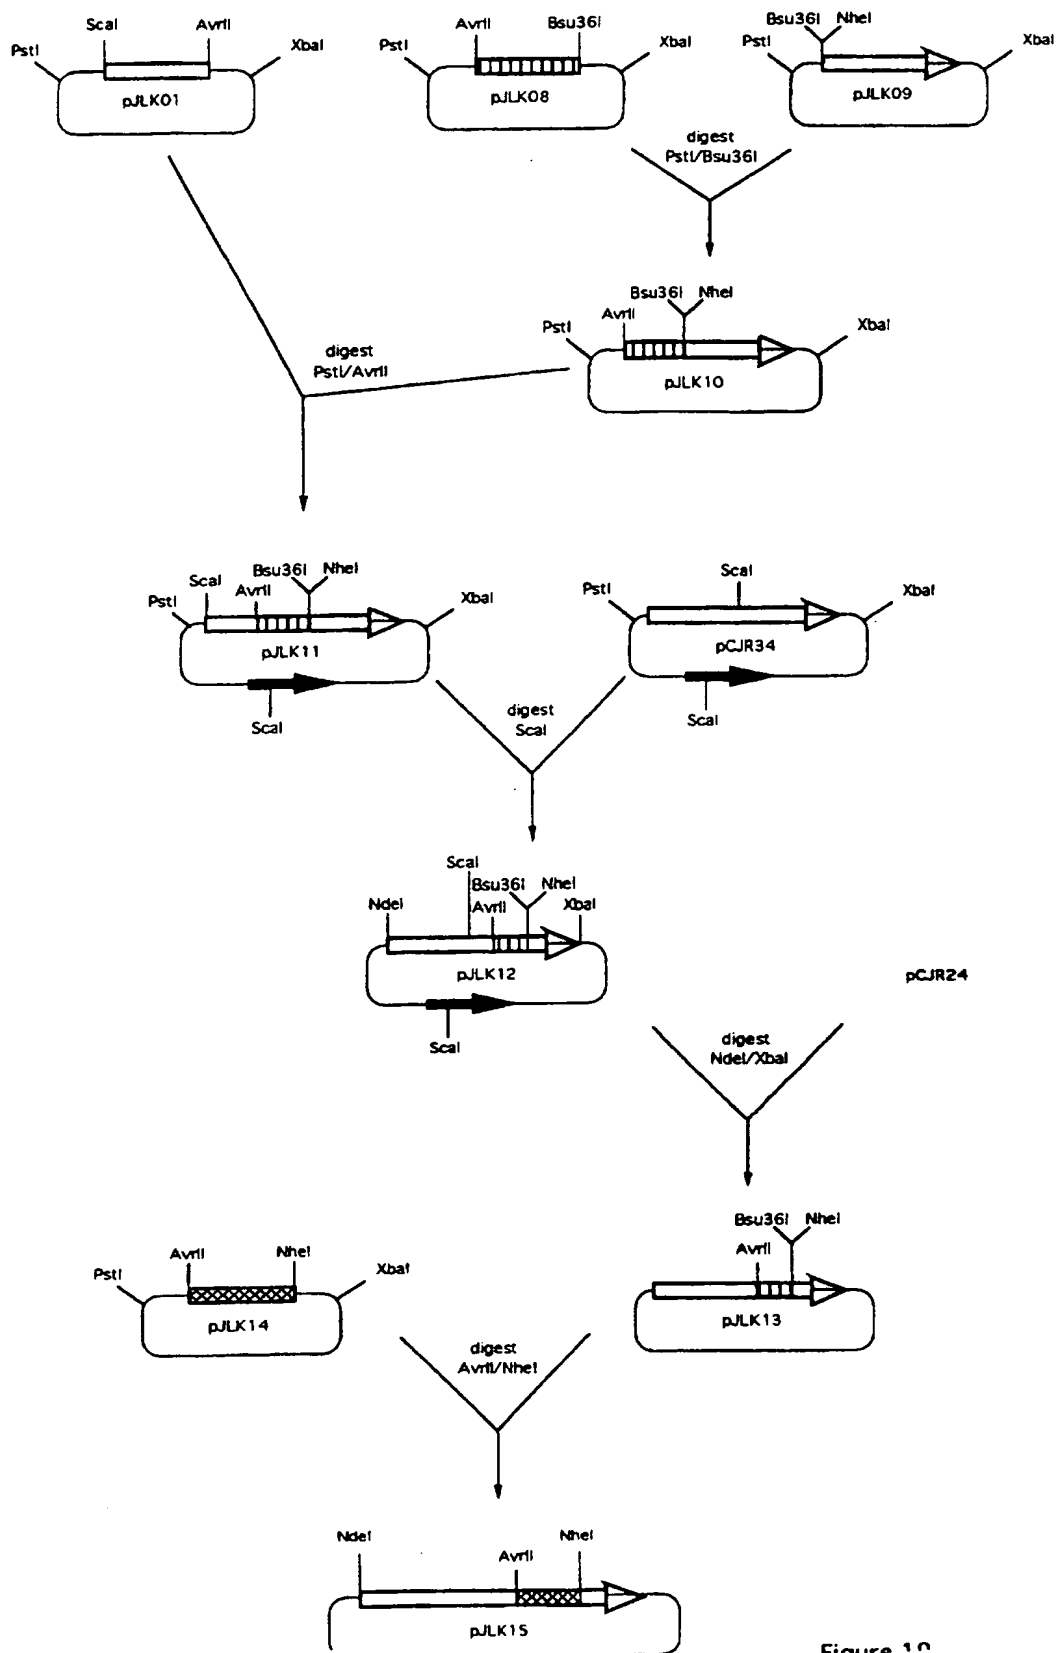 ScaI AvrII
PstI XbaI
pJLK01
AvrII Bsu36I
PstI XbaI
pJLK08
Bsu36I NheI
PstI XbaI
pJLK09
digest
PstI/Bsu36I
Bsu36I NheI
AvrII
PstI XbaI
pJLK10
digest
PstI/AvrII
Bsu36I NheI
ScaI AvrII
PstI XbaI
pJLK11
ScaI
ScaI
PstI XbaI
pCJR34
ScaI
digest
ScaI
ScaI
Bsu36I NheI
NdeI AvrII XbaI
pJLK12
ScaI
pCJR24
digest
NdeI/XbaI
Bsu36I NheI
AvrII
pJLK13
AvrII NheI
PstI XbaI
pJLK14
digest
AvrII/NheI
NdeI NheI
AvrII
pJLK15
Figure